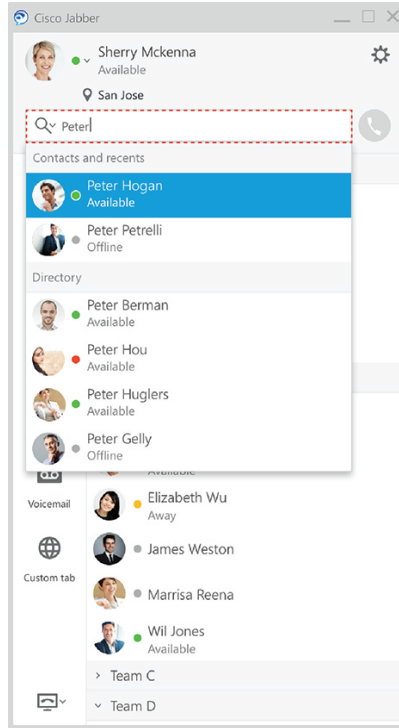 Cisco Jabber
Sherry Mckenna
Available
San Jose
Peter
Contacts and recents
Peter Hogan
Available
Peter Petrelli
Offline
Directory
Peter Berman
Available
Peter Hou
Available
Peter Huglers
Available
Peter Gelly
Offline
Available
Voicemail
Elizabeth Wu
Away
Custom tab
James Weston
Marrisa Reena
Wil Jones
Available
Team C
Team D